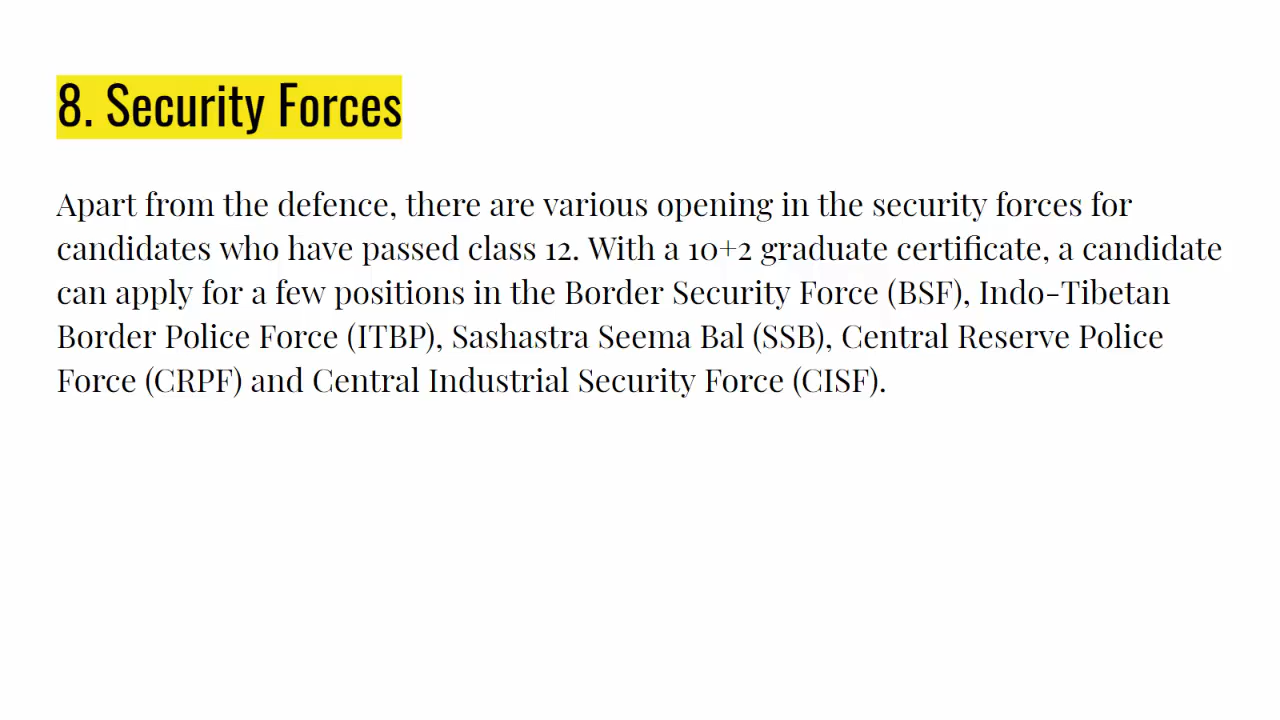 8. Security Forces
Apart from the defence, there are various opening in the security forces for
candidates who have passed class 12. With a 10+2 graduate certificate, a candidate
can apply for a few positions in the Border Security Force (BSF), Indo-Tibetan
Border Police Force (ITBP), Sashastra Seema Bal (SSB), Central Reserve Police
Force (CRPF) and Central Industrial Security Force (CISF).